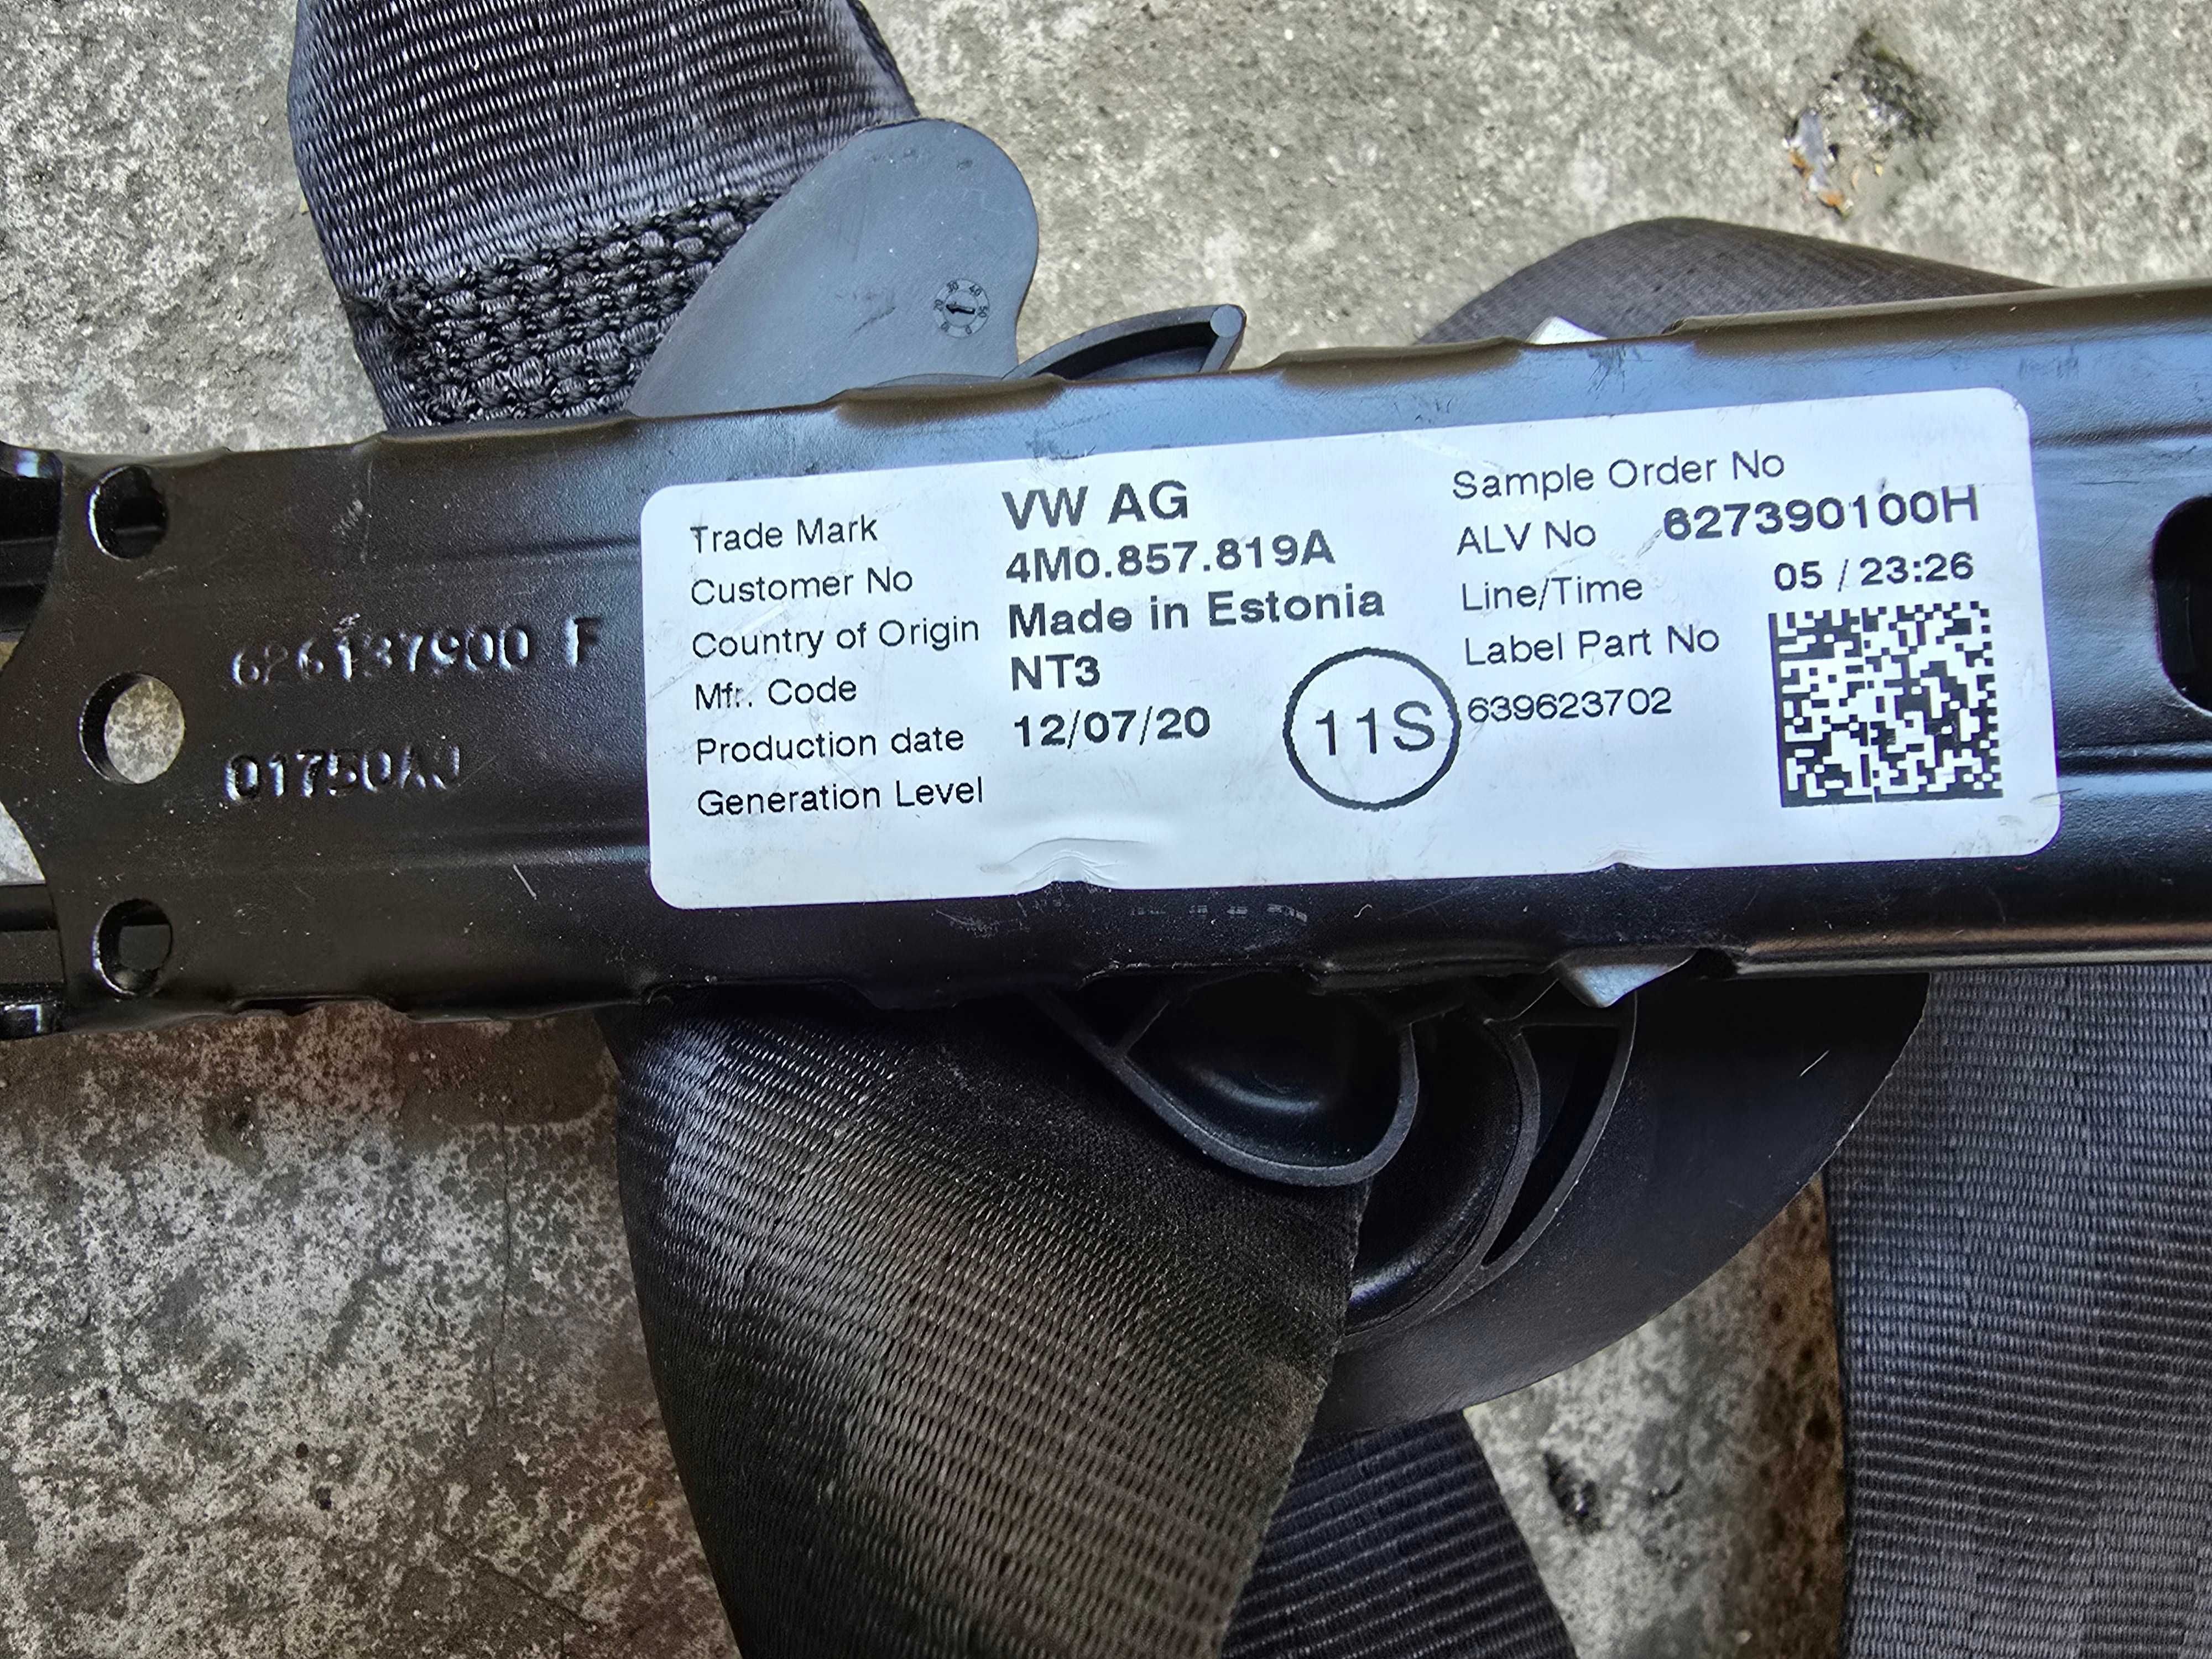 Trade Mark VW AG
Customer No 4M0.857.819A
Country of Origin Made in Estonia
Mfr. Code NT3
Production date 12/07/20
Generation Level
11S
Sample Order No
ALV No 627390100H
Line/Time 05 / 23:26
Label Part No
639623702
626137900 F
01750AJ